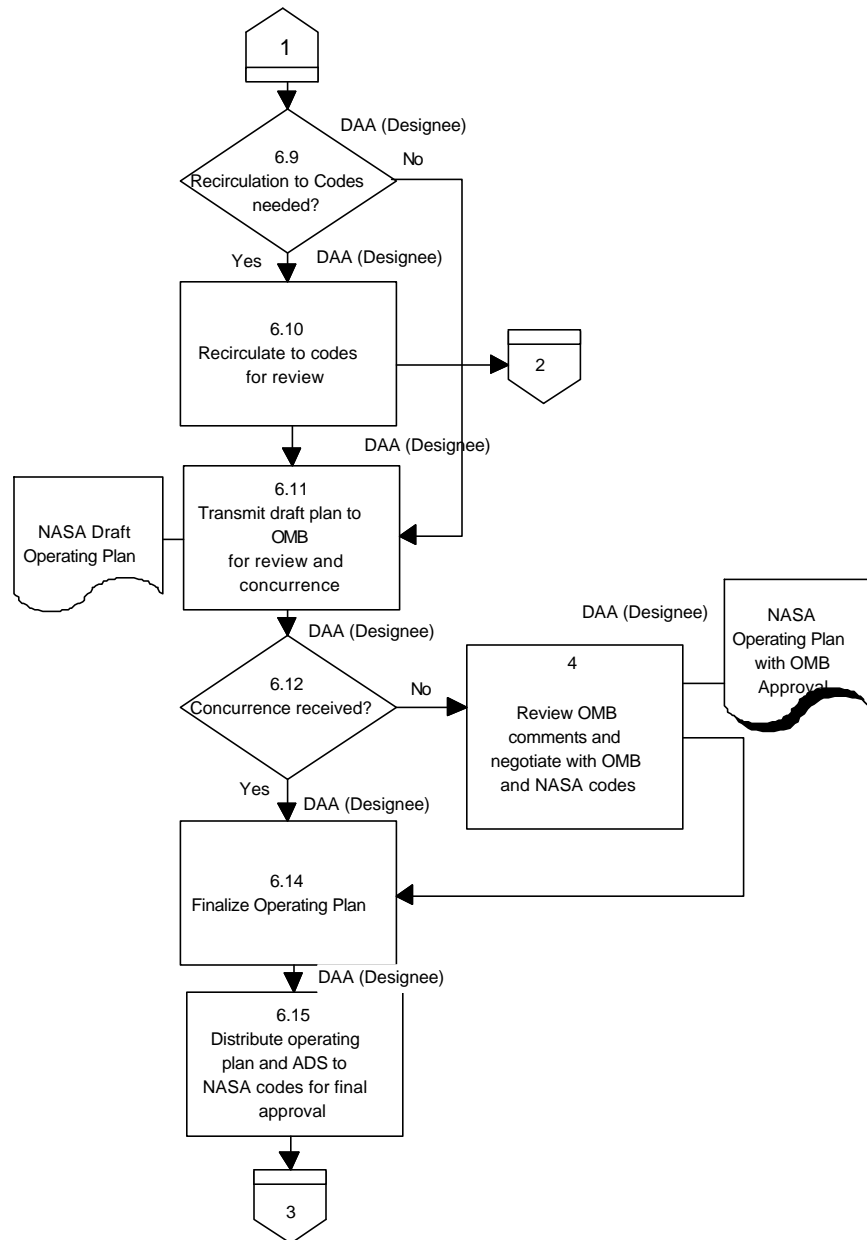 1
DAA (Designee)
6.9
Recirculation to Codes
needed?
No
Yes
DAA (Designee)
6.10
Recirculate to codes
for review
2
DAA (Designee)
6.11
Transmit draft plan to
OMB
for review and
concurrence
NASA Draft
Operating Plan
DAA (Designee)
6.12
Concurrence received?
No
DAA (Designee)
4
Review OMB
comments and
negotiate with OMB
and NASA codes
NASA
Operating Plan
with OMB
Approval
Yes
DAA (Designee)
6.14
Finalize Operating Plan
DAA (Designee)
6.15
Distribute operating
plan and ADS to
NASA codes for final
approval
3